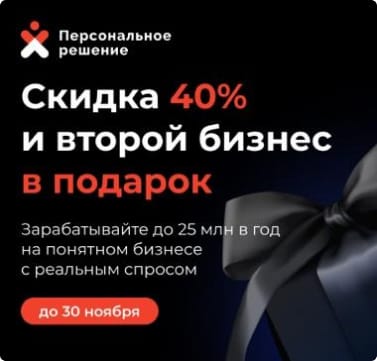 Персональное
решение
Скидка 40%
и второй бизнес
в подарок
Зарабатывайте до 25 млн в год
на понятном бизнесе
с реальным спросом
до 30 ноября